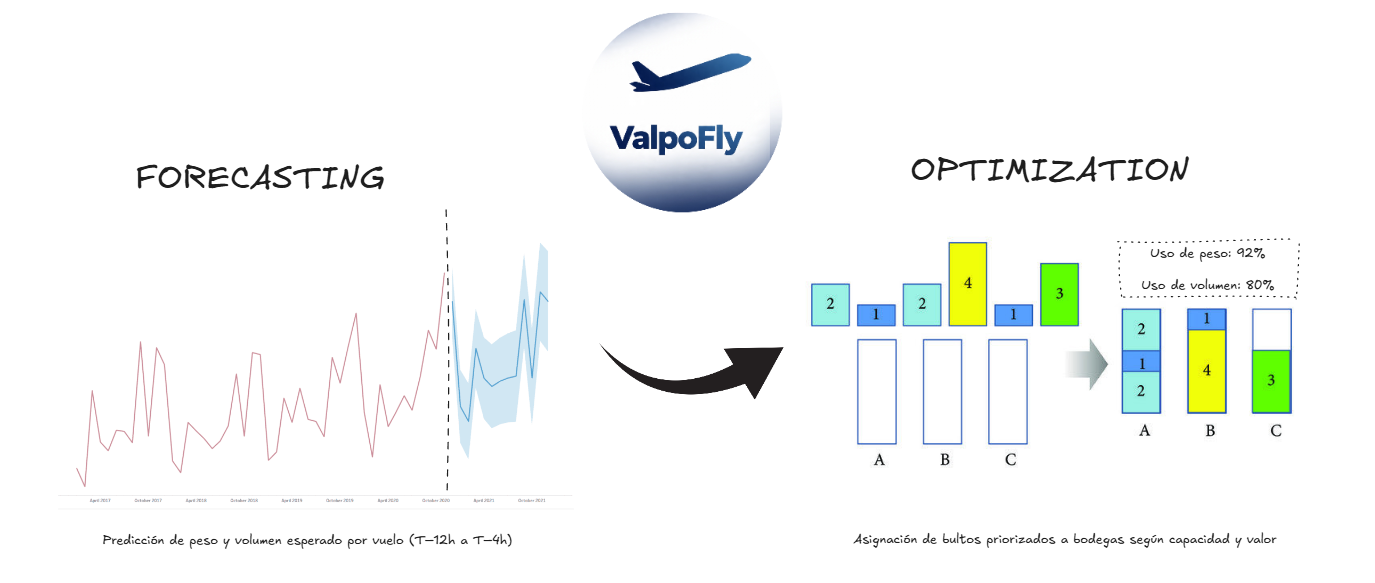 ValpoFly
FORECASTING
April 2017 October 2017 April 2018 October 2018 April 2019 October 2019 April 2020 October 2020 April 2021 October 2021
Predicción de peso y volumen esperado por vuelo (T–12h a T–4h)
OPTIMIZATION
2 1 2 4 1 3
A B C
Uso de peso: 92%
Uso de volumen: 80%
2 1
1 4 3
2
A B C
Asignación de bultos priorizados a bodegas según capacidad y valor